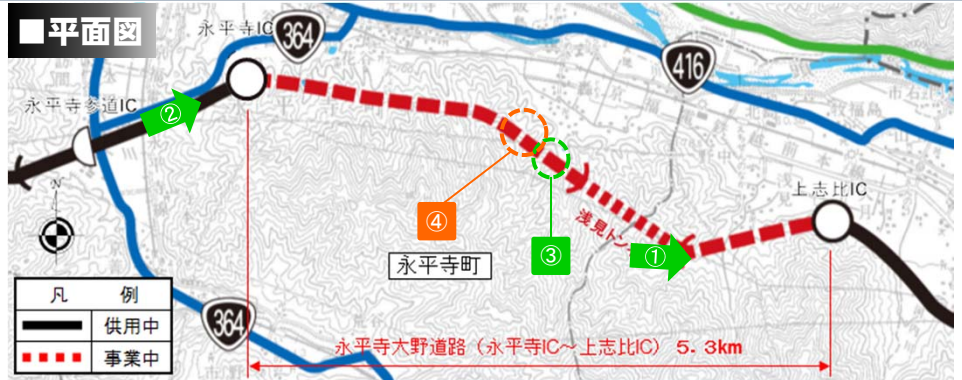 ■平面図
永平寺IC
364
416
永平寺参道IC
②
④
③
①
上志比IC
浅見トン
永平寺町
N
凡 例
供用中
事業中
364
永平寺大野道路（永平寺IC～上志比IC） 5.3km